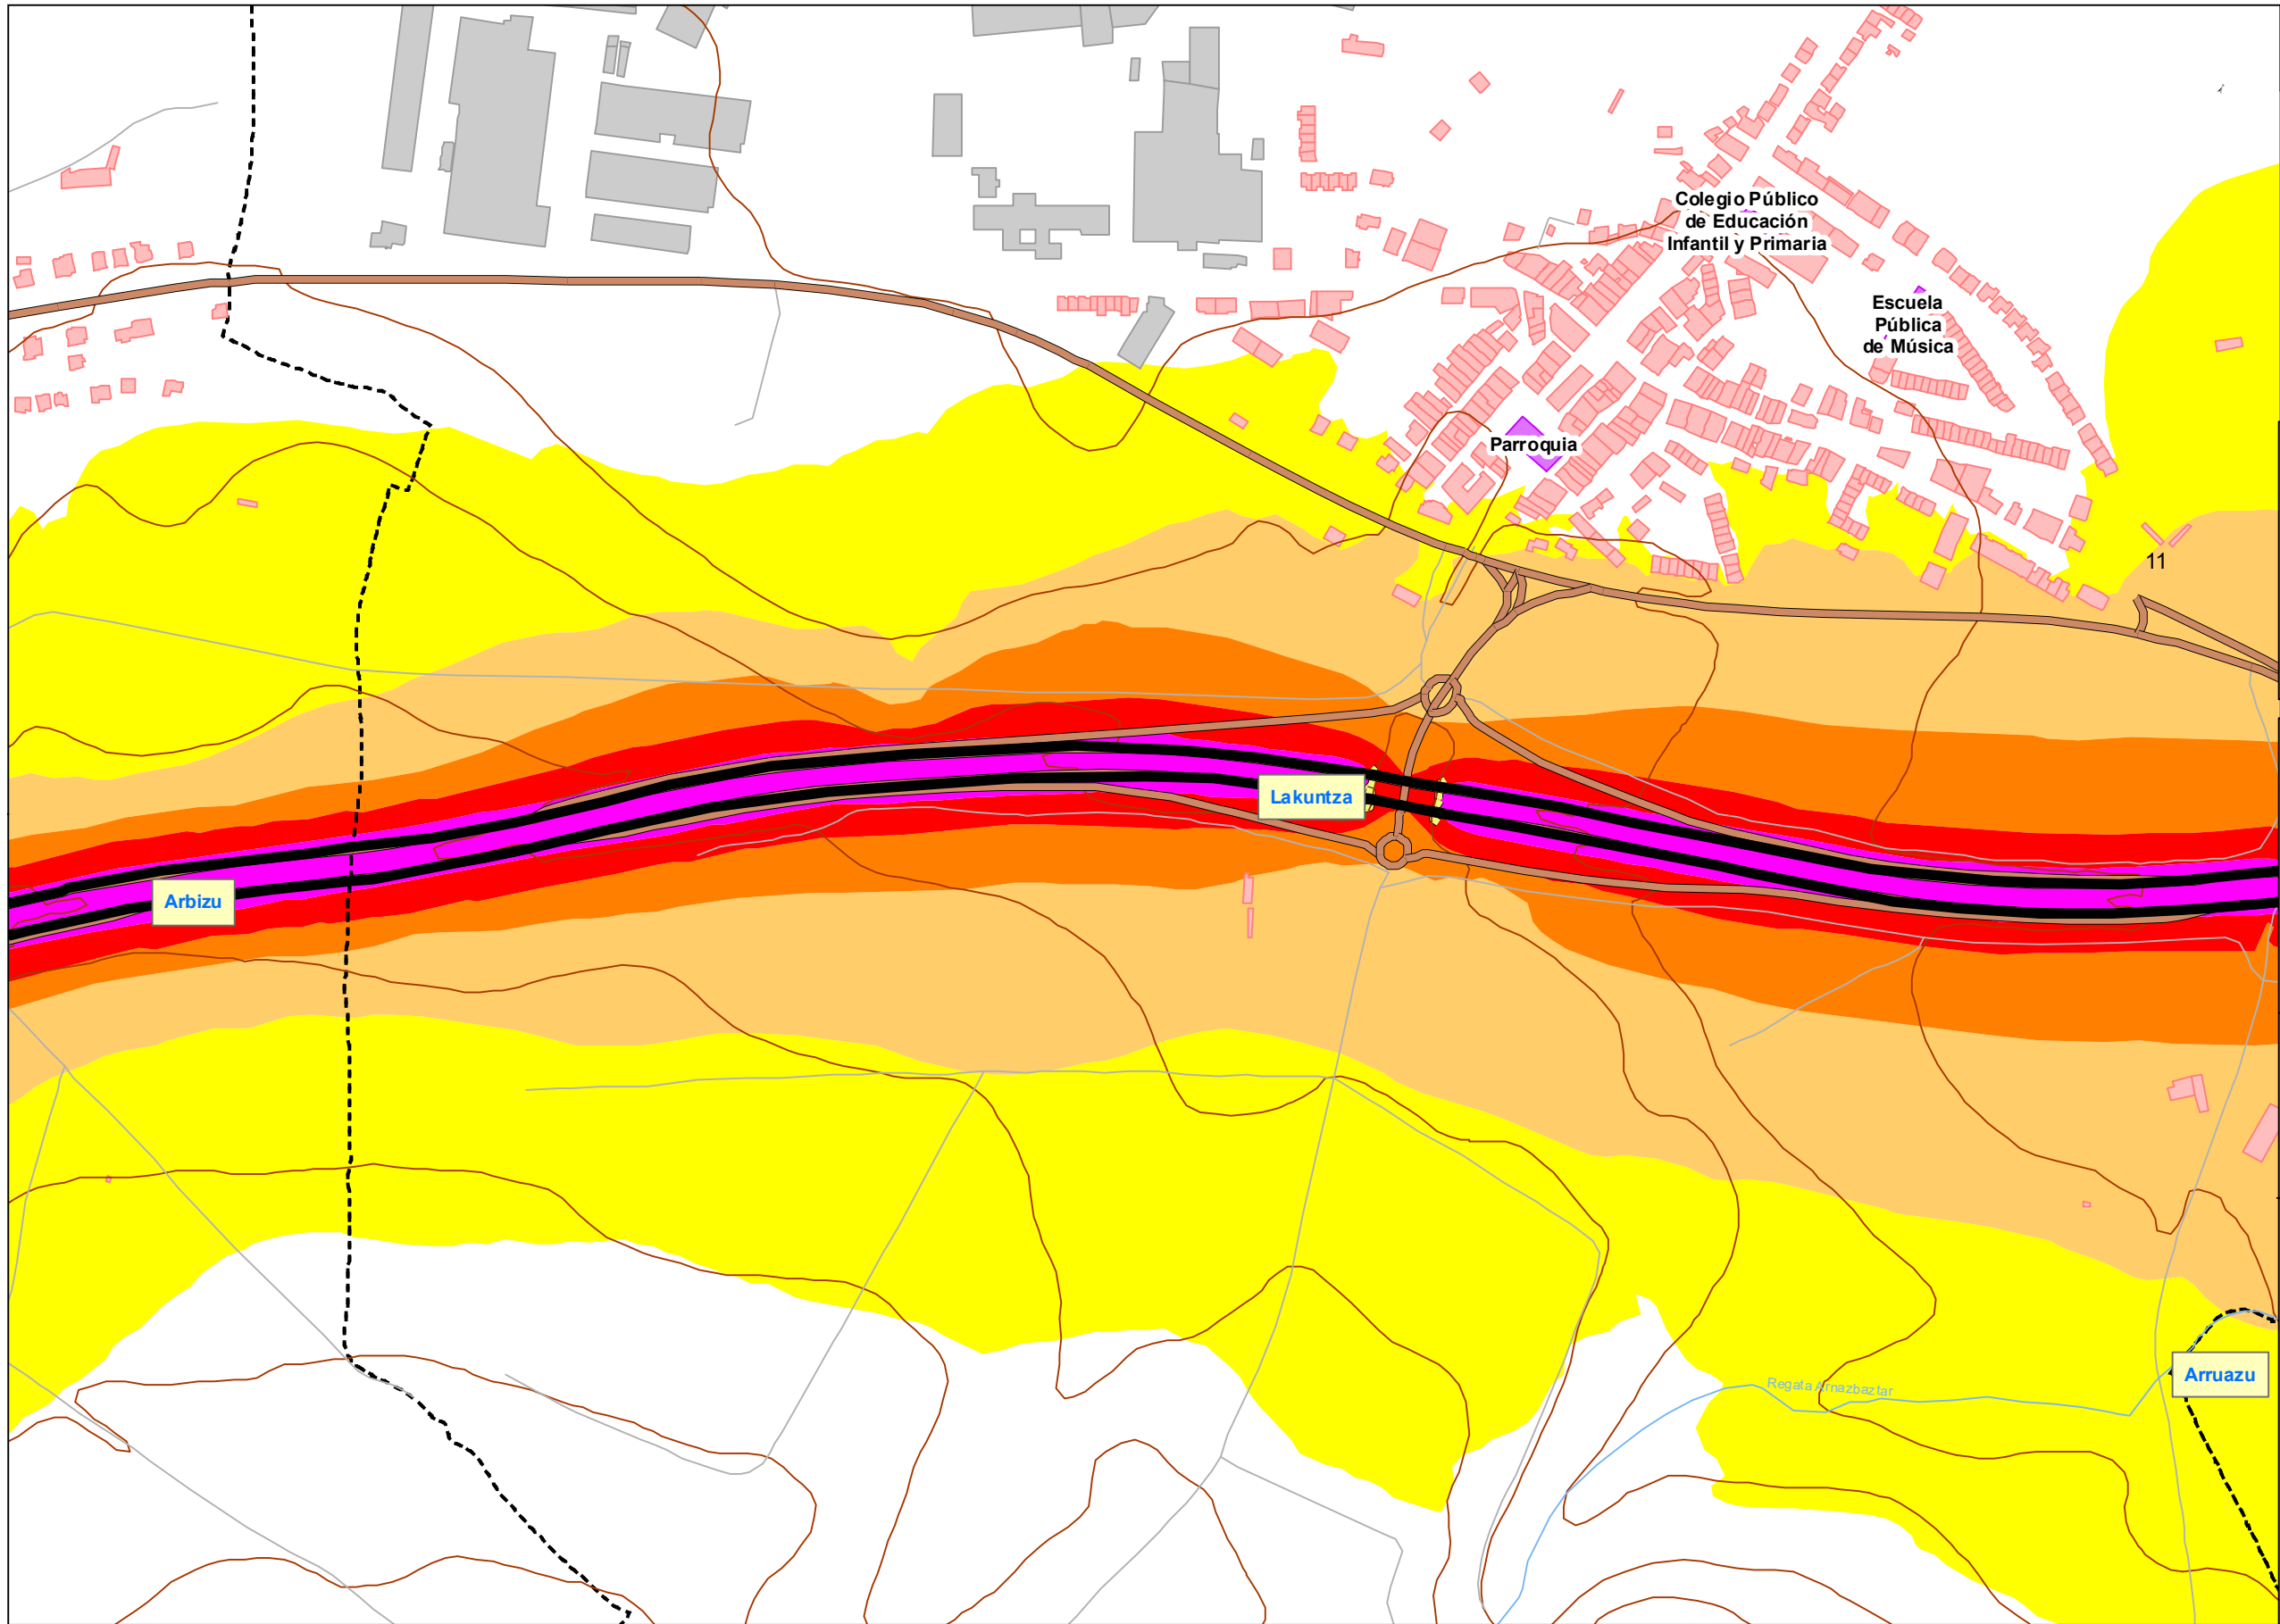 Colegio Público
de Educación
Infantil y Primaria
Escuela
Pública
de Música
Parroquia
11
Lakuntza
Arbizu
Arruazu
Regata Arnazbaztar